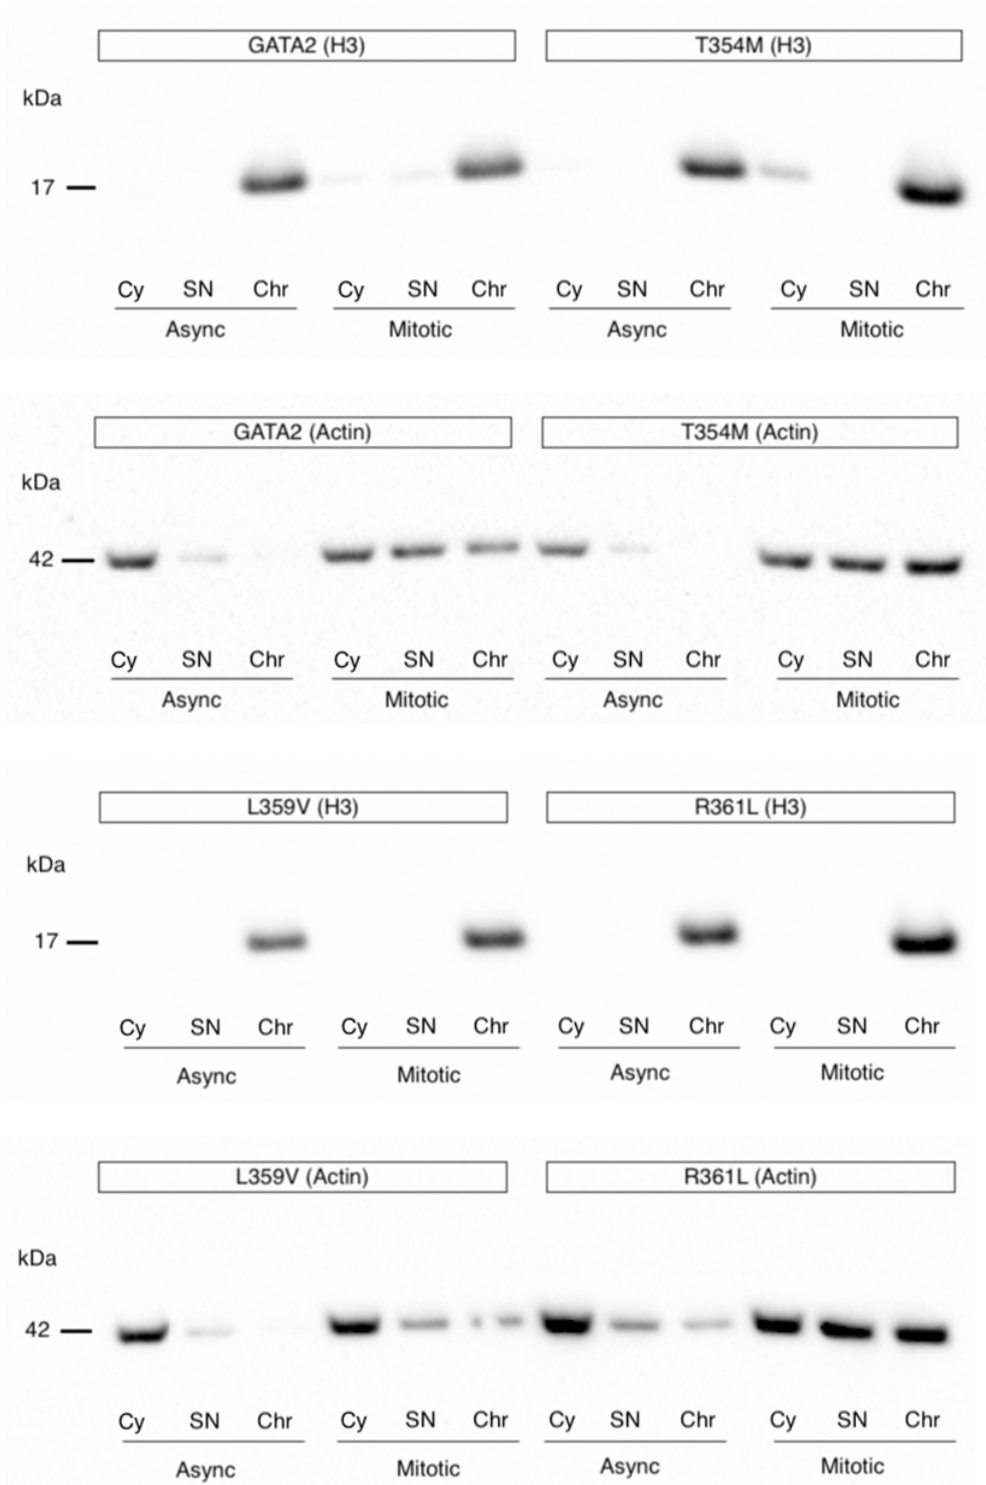 GATA2 (H3) T354M (H3)
kDa
17
Cy SN Chr Cy SN Chr Cy SN Chr Cy SN Chr
Async Mitotic Async Mitotic
GATA2 (Actin) T354M (Actin)
kDa
42
Cy SN Chr Cy SN Chr Cy SN Chr Cy SN Chr
Async Mitotic Async Mitotic
L359V (H3) R361L (H3)
kDa
17
Cy SN Chr Cy SN Chr Cy SN Chr Cy SN Chr
Async Mitotic Async Mitotic
L359V (Actin) R361L (Actin)
kDa
42
Cy SN Chr Cy SN Chr Cy SN Chr Cy SN Chr
Async Mitotic Async Mitotic